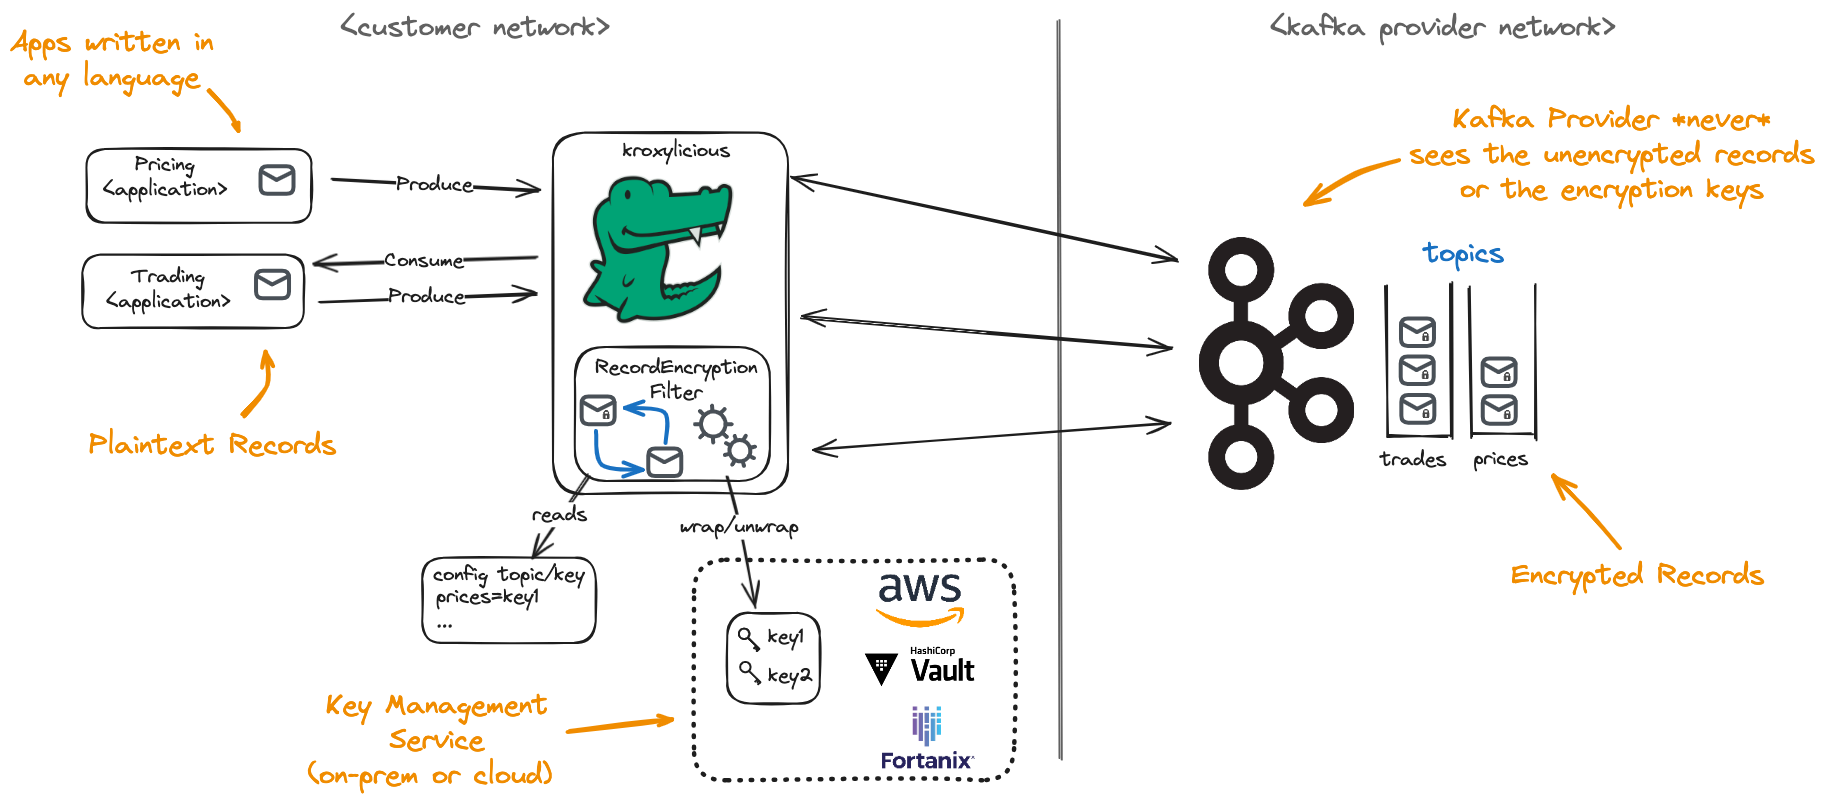 <customer network>
<kafka provider network>
Apps written in
any language
Pricing
<application>
Produce
Trading
<application>
Consume
Produce
Plaintext Records
kroxylicious
RecordEncryption
Filter
reads
wrap/unwrap
config topic/key
prices=key1
...
key1
key2
aws
HashiCorp
Vault
Fortanix
Key Management
Service
(on-prem or cloud)
Kafka Provider *never*
sees the unencrypted records
or the encryption keys
topics
trades
prices
Encrypted Records